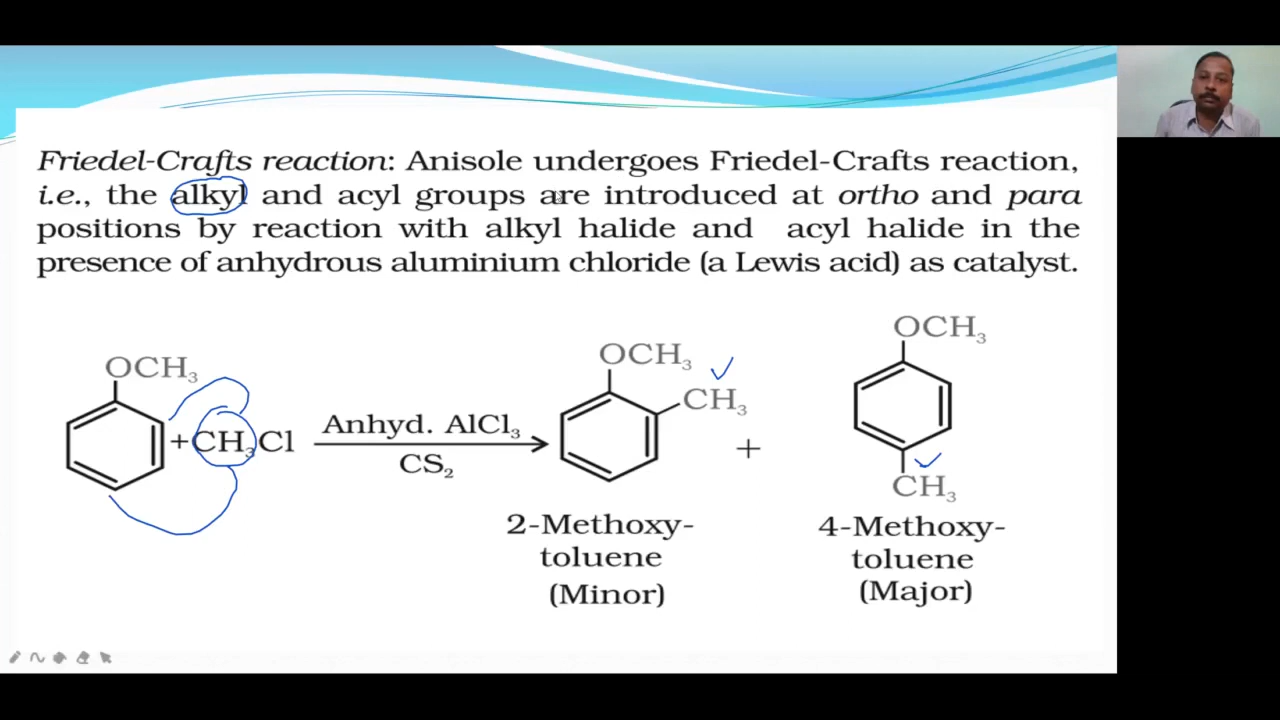 Friedel-Crafts reaction: Anisole undergoes Friedel-Crafts reaction,
i.e., the alkyl and acyl groups are introduced at ortho and para
positions by reaction with alkyl halide and acyl halide in the
presence of anhydrous aluminium chloride (a Lewis acid) as catalyst.
OCH₃
+CH₃Cl
Anhyd. AlCl₃
CS₂
OCH₃
CH₃
+
OCH₃
CH₃
2-Methoxy-
toluene
(Minor)
4-Methoxy-
toluene
(Major)